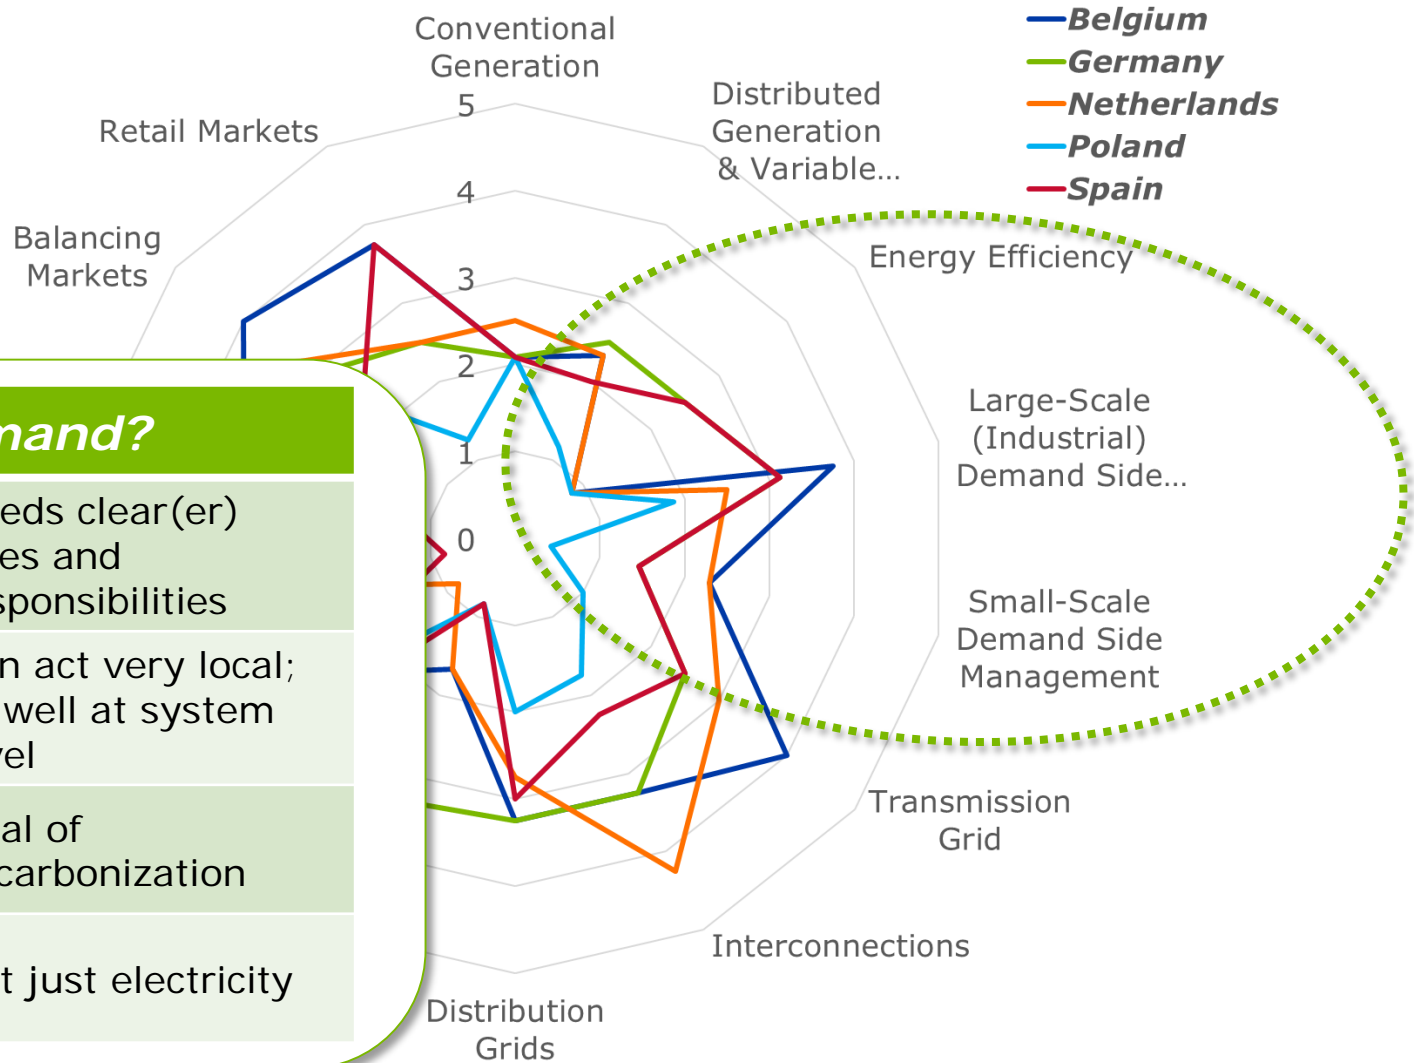 Belgium
Germany
Netherlands
Poland
Spain
Conventional
Generation
Distributed
Generation
& Variable...
Energy Efficiency
Large-Scale
(Industrial)
Demand Side...
Small-Scale
Demand Side
Management
Transmission
Grid
Interconnections
Distribution
Grids
Balancing
Markets
Retail Markets
5
4
3
2
1
0
mand?
eds clear(er)
es and
sponsibilities
n act very local;
well at system
vel
al of
carbonization
t just electricity